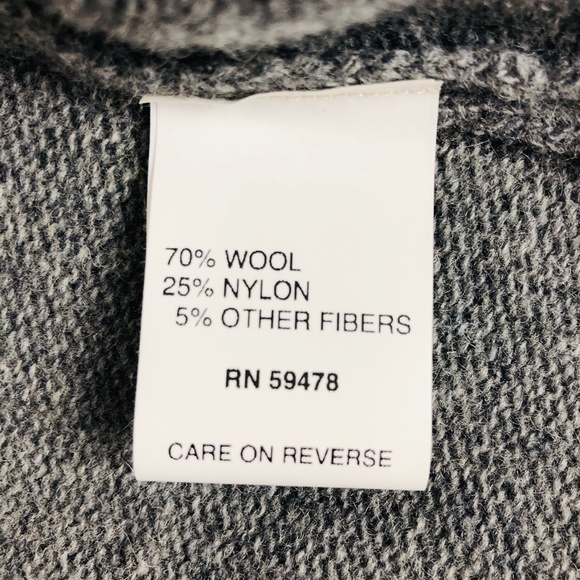 70% WOOL
25% NYLON
5% OTHER FIBERS
RN 59478
CARE ON REVERSE